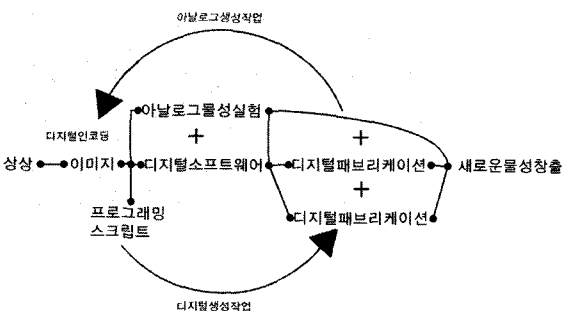 아날로그생성작업
아날로그물성실험
+
+
디지털인코딩
상상 이미지 디지털소프트웨어 디지털패브리케이션 새로운물성창출
+
프로그래밍
스크립트
디지털패브리케이션
디지털생성작업